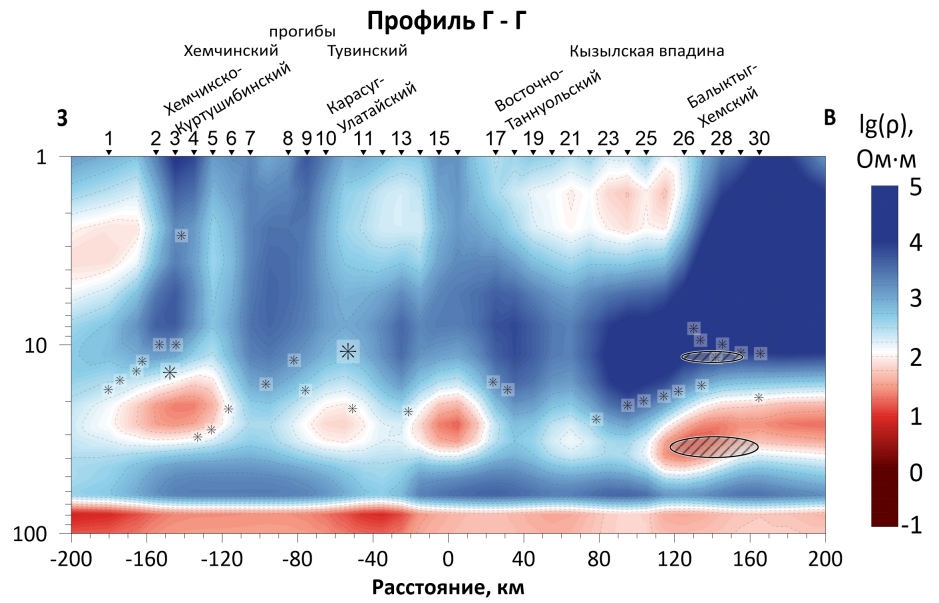 Профиль Г - Г
прогибы
Хемчинский
Тувинский
Кызылская впадина
Хемчикско-
Куртушибинский
Карасуг-
Улатайский
Восточно-
Таннуольский
Балыктыг-
Хемский
З
В
1 2 3 4 5 6 7 8 9 10 11 13 15 17 19 21 23 25 26 28 30
lg(ρ),
Ом·м
1
10
100
5
4
3
2
1
0
-1
-200 -160 -120 -80 -40 0 40 80 120 160 200
Расстояние, км